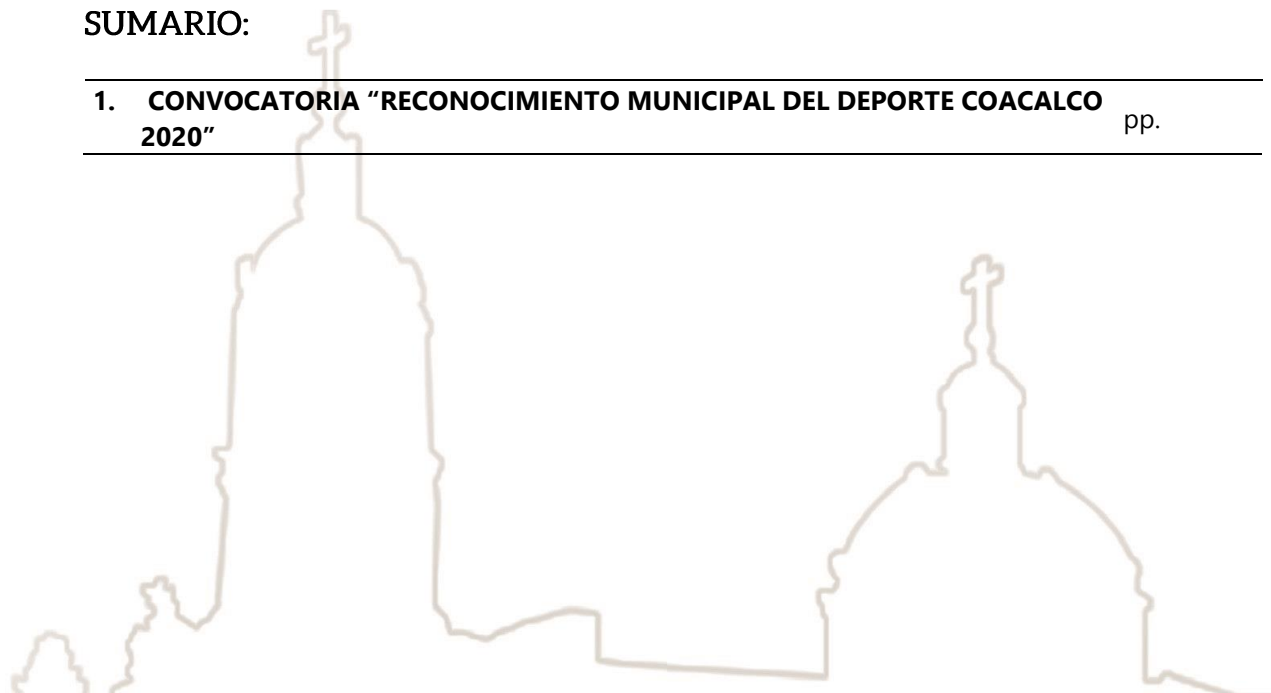 SUMARIO:
1. CONVOCATORIA “RECONOCIMIENTO MUNICIPAL DEL DEPORTE COACALCO
2020” pp.